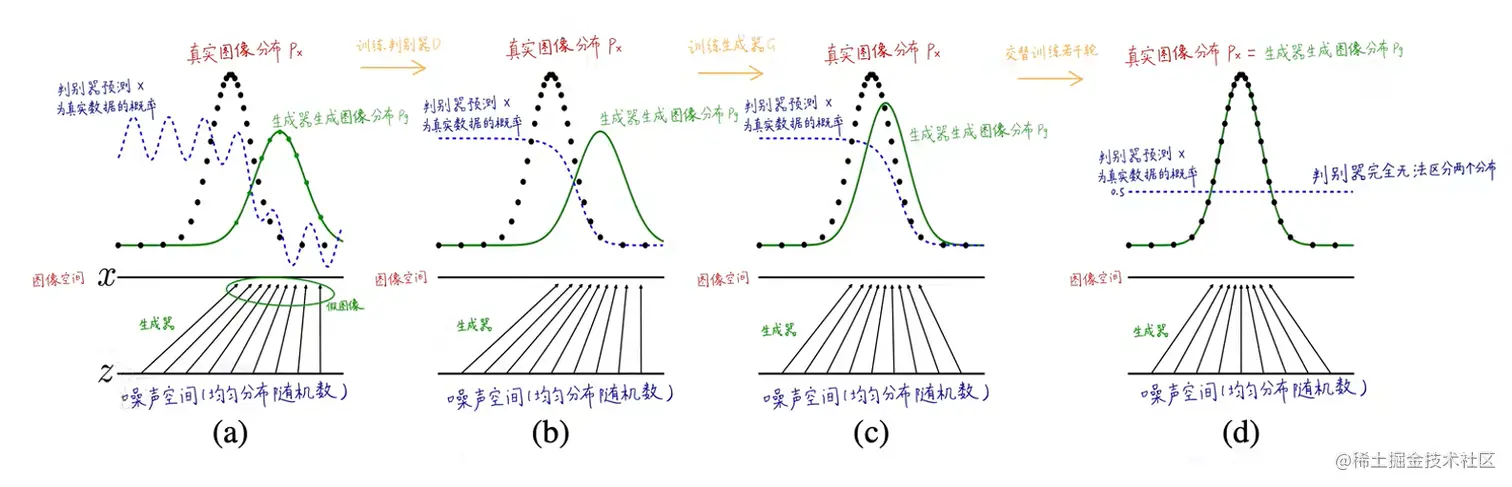 真实图像分布 Px
训练判别器D
真实图像分布 Px
训练生成器G
真实图像分布 Px
交替训练若干轮
真实图像分布 Px = 生成器生成图像分布 Pg
判别器预测 x
为真实数据的概率
生成器生成图像分布 Pg
判别器预测 x
为真实数据的概率
生成器生成图像分布 Pg
判别器预测 x
为真实数据的概率
生成器生成图像分布 Pg
判别器预测 x
为真实数据的概率
0.5
判别器完全无法区分两个分布
图像空间
x
图像空间
图像空间
图像空间
假图像
生成器
生成器
生成器
生成器
z
噪声空间(均匀分布随机数)
噪声空间(均匀分布随机数)
噪声空间(均匀分布随机数)
噪声空间(均匀分布随机数)
(a)
(b)
(c)
(d)
@稀土掘金技术社区